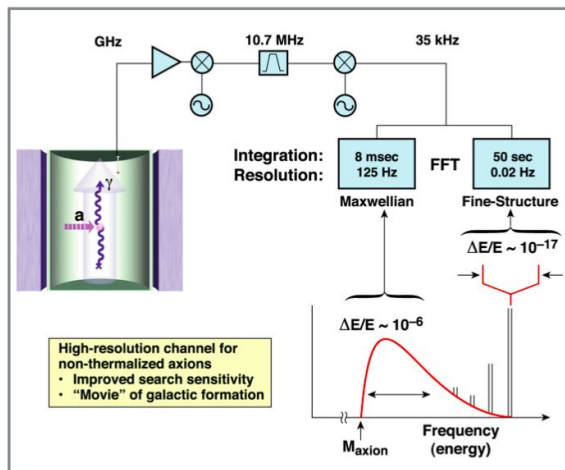 GHz
10.7 MHz
35 kHz
Integration:
Resolution:
8 msec
125 Hz
FFT
50 sec
0.02 Hz
Maxwellian
Fine-Structure
γ
a
ΔE/E ~ 10⁻¹⁷
ΔE/E ~ 10⁻⁶
High-resolution channel for
non-thermalized axions
• Improved search sensitivity
• “Movie” of galactic formation
Maxion
Frequency
(energy)